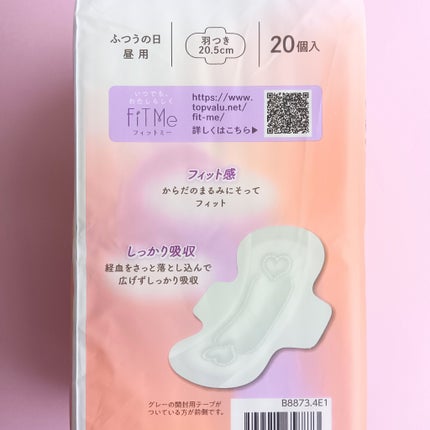 ふつうの日
昼用
羽つき
20.5cm
20個入
いつでも、
わたしらしく
FiT Me
フィットミー
https://www.
topvalu.net/
fit-me/
詳しくはこちら▶
フィット感
からだのまるみにそって
フィット
しっかり吸収
経血をさっと落とし込んで
広げずしっかり吸収
グレーの開封用テープが
ついている方が前側です。
B8873.4E1